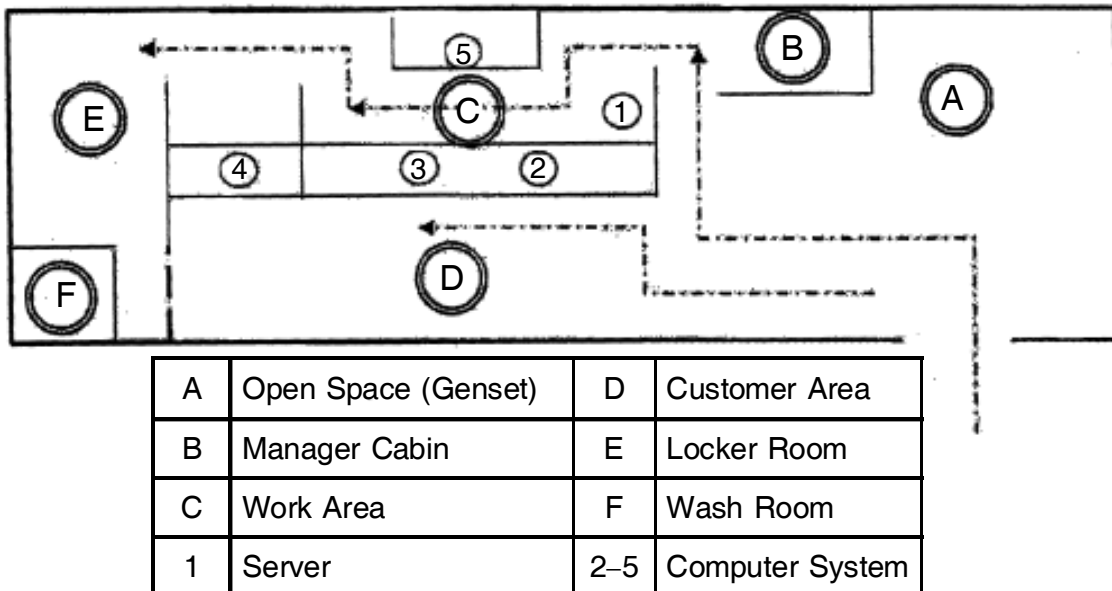 5
B
A
E
C
1
4
3
2
D
F
A Open Space (Genset) D Customer Area
B Manager Cabin E Locker Room
C Work Area F Wash Room
1 Server 2–5 Computer System